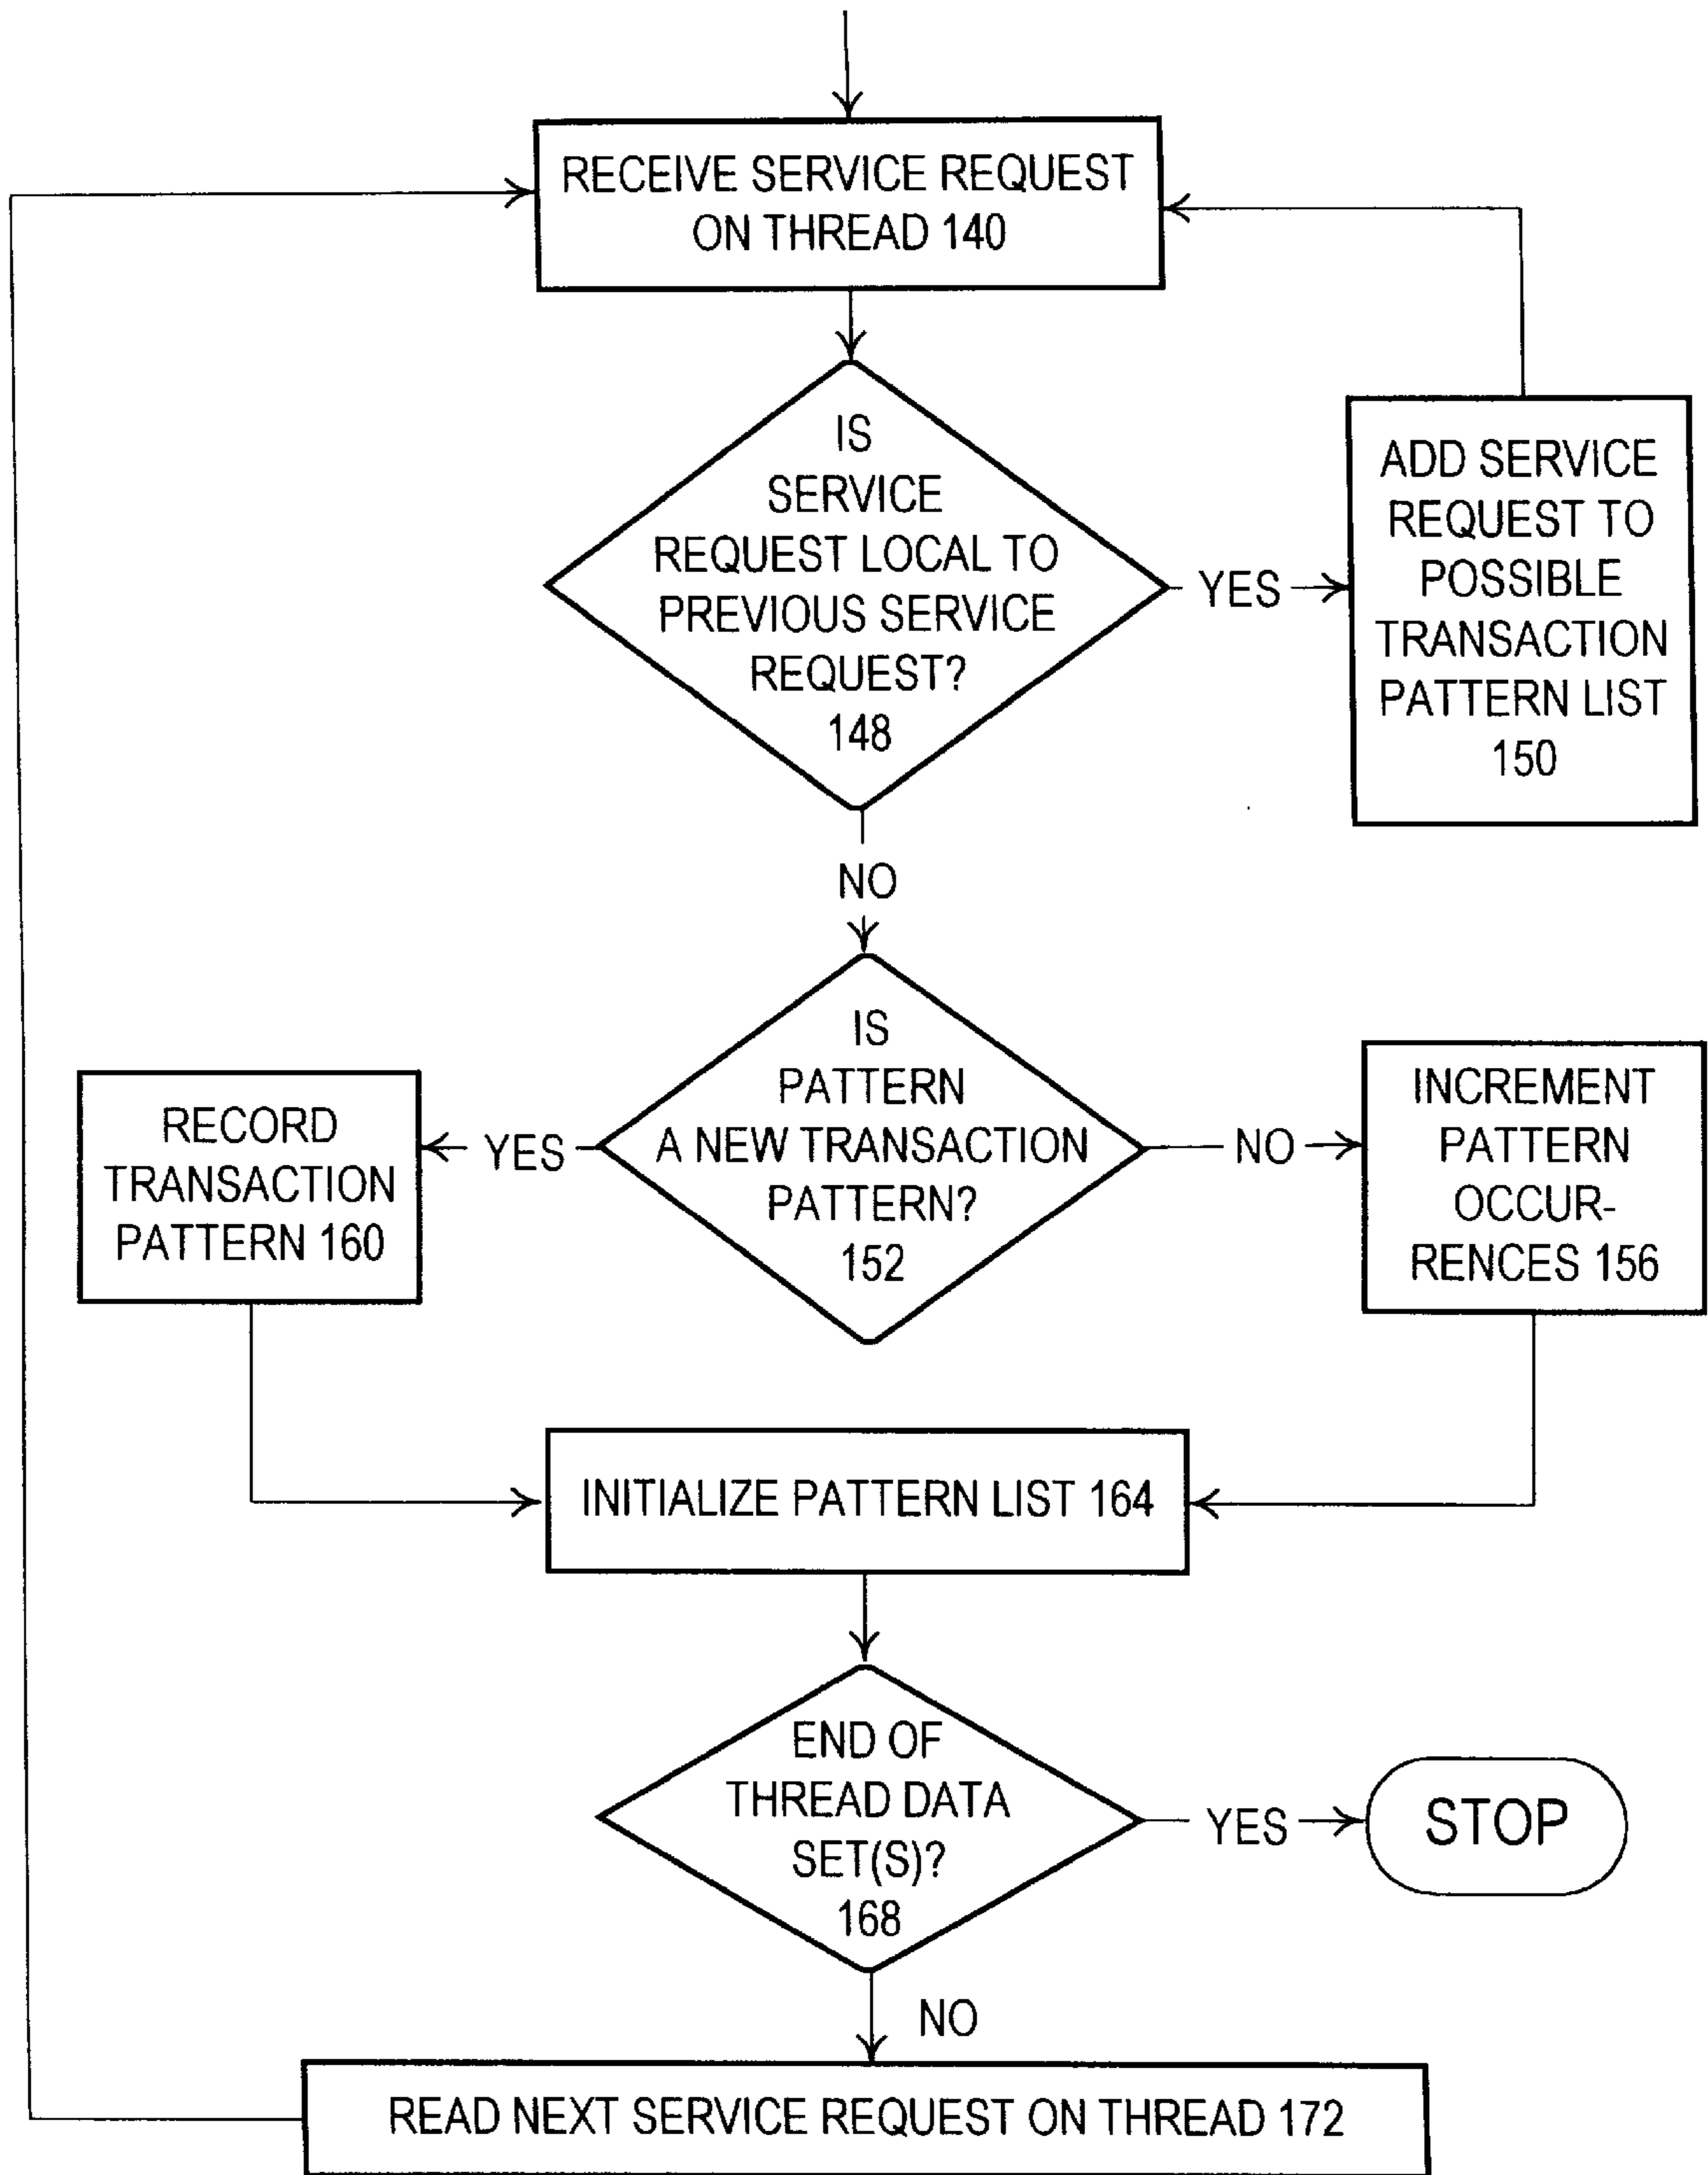 RECEIVE SERVICE REQUEST
ON THREAD 140
IS
SERVICE
REQUEST LOCAL TO
PREVIOUS SERVICE
REQUEST?
148
YES
ADD SERVICE
REQUEST TO
POSSIBLE
TRANSACTION
PATTERN LIST
150
NO
IS
PATTERN
A NEW TRANSACTION
PATTERN?
152
YES
RECORD
TRANSACTION
PATTERN 160
NO
INCREMENT
PATTERN
OCCUR-
RENCES 156
INITIALIZE PATTERN LIST 164
END OF
THREAD DATA
SET(S)?
168
YES
STOP
NO
READ NEXT SERVICE REQUEST ON THREAD 172